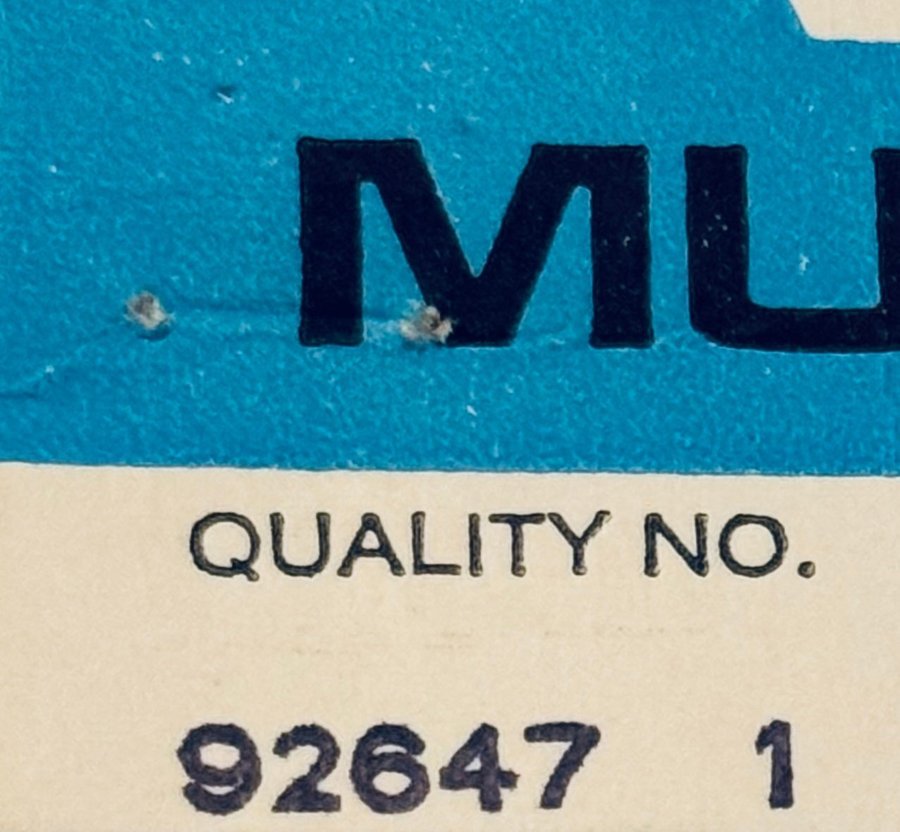 MU
QUALITY NO.
92647 1